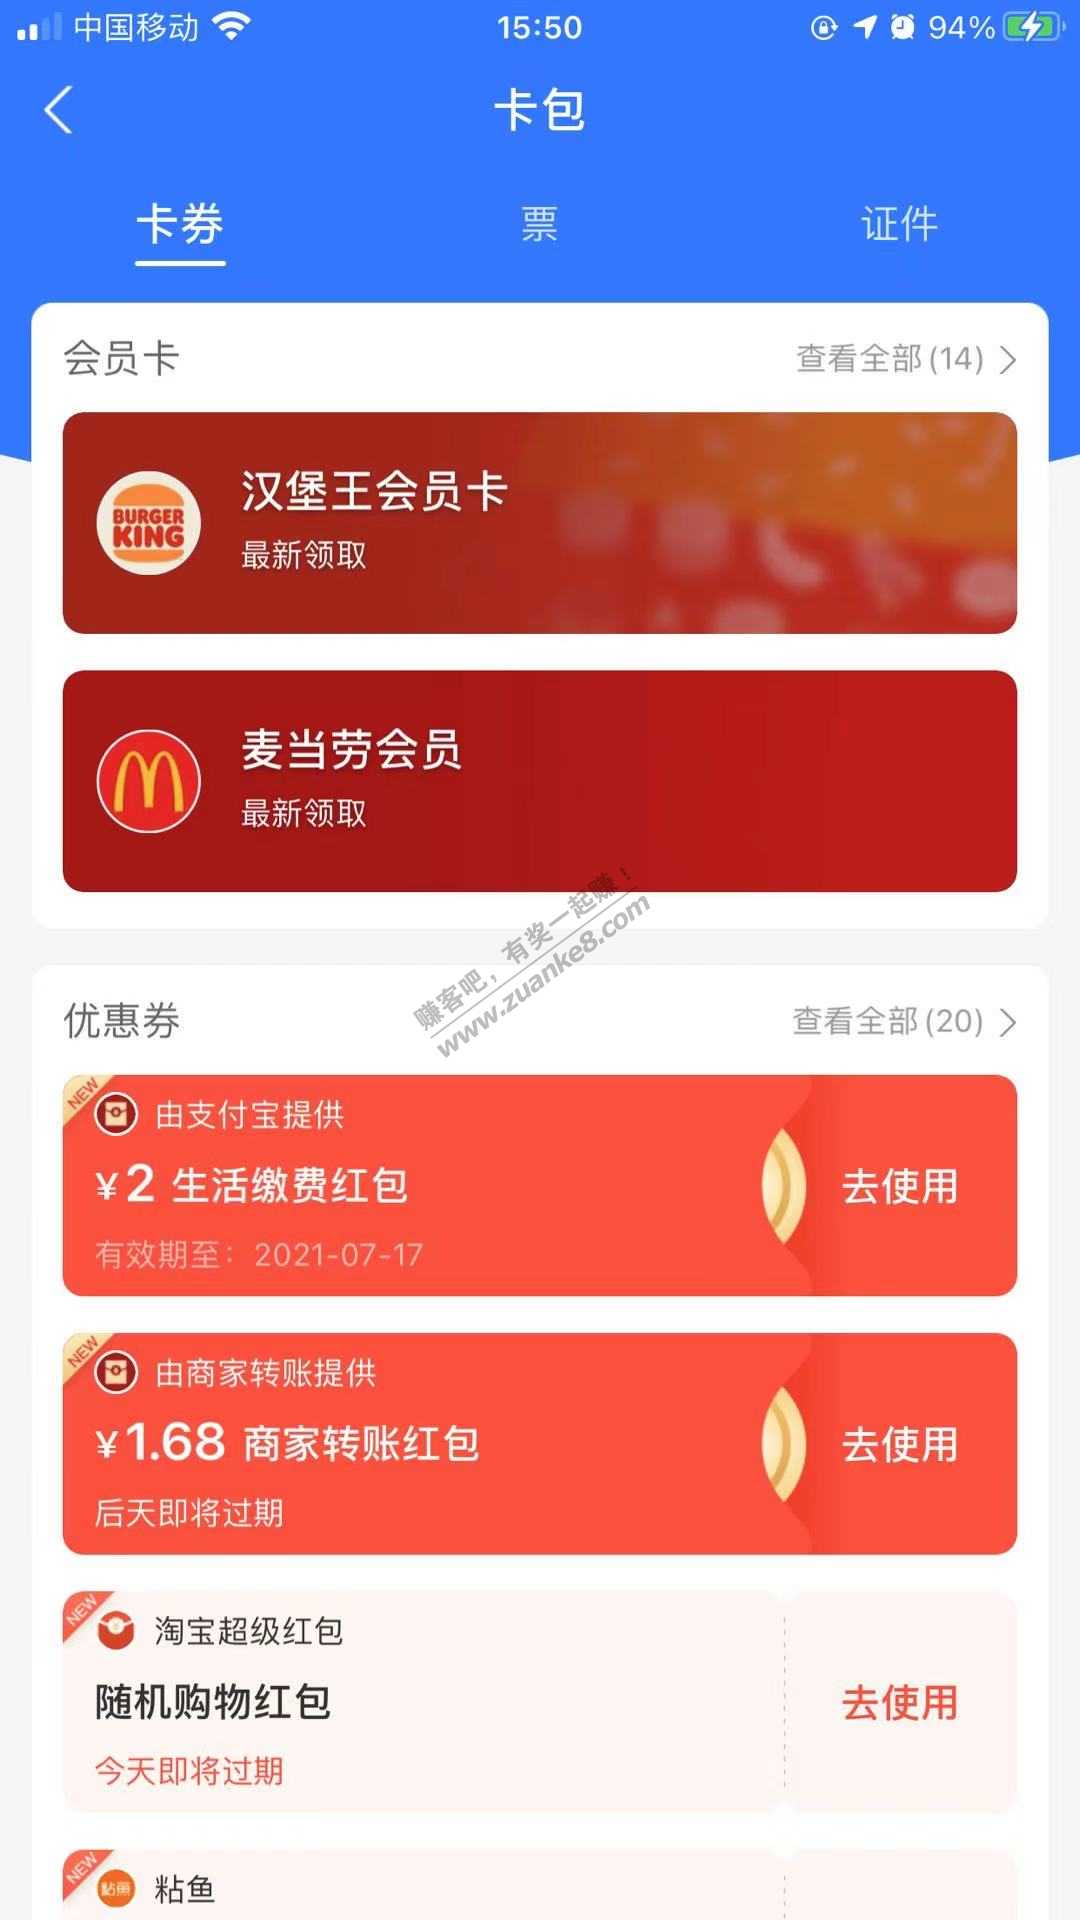 中国移动 15:50 94%
卡包
卡券 票 证件
会员卡 查看全部(14)
BURGER
KING
汉堡王会员卡
最新领取
麦当劳会员
最新领取
赚客吧，有奖一起赚！
www.zuanke8.com
优惠券 查看全部(20)
NEW
由支付宝提供
¥2 生活缴费红包
去使用
有效期至：2021-07-17
NEW
由商家转账提供
¥1.68 商家转账红包
去使用
后天即将过期
NEW
淘宝超级红包
随机购物红包
去使用
今天即将过期
NEW
粘鱼 粘鱼